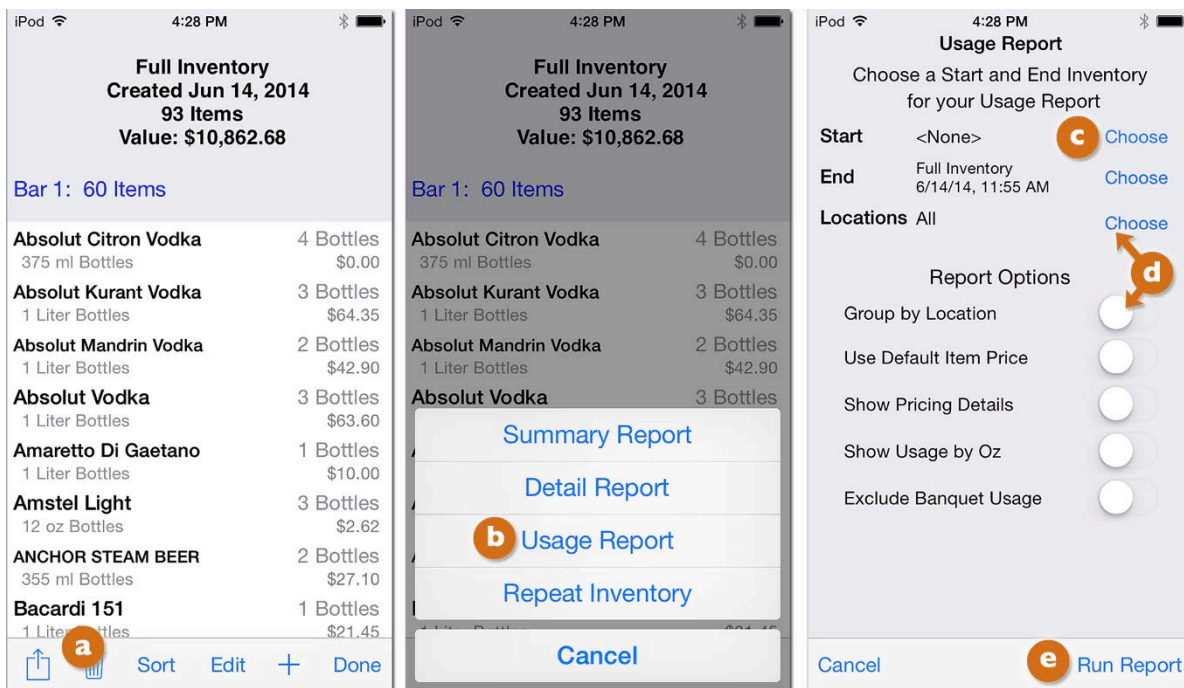 iPod 4:28 PM
Full Inventory
Created Jun 14, 2014
93 Items
Value: $10,862.68
Bar 1: 60 Items
Absolut Citron Vodka 4 Bottles
375 ml Bottles $0.00
Absolut Kurant Vodka 3 Bottles
1 Liter Bottles $64.35
Absolut Mandrin Vodka 2 Bottles
1 Liter Bottles $42.90
Absolut Vodka 3 Bottles
1 Liter Bottles $63.60
Amaretto Di Gaetano 1 Bottles
1 Liter Bottles $10.00
Amstel Light 3 Bottles
12 oz Bottles $2.62
ANCHOR STEAM BEER 2 Bottles
355 ml Bottles $27.10
Bacardi 151 1 Bottles
1 Liter $21.45
a
Sort Edit + Done
iPod 4:28 PM
Full Inventory
Created Jun 14, 2014
93 Items
Value: $10,862.68
Bar 1: 60 Items
Absolut Citron Vodka 4 Bottles
375 ml Bottles $0.00
Absolut Kurant Vodka 3 Bottles
1 Liter Bottles $64.35
Absolut Mandrin Vodka 2 Bottles
1 Liter Bottles $42.90
Absolut Vodka 3 Bottles
Summary Report
Detail Report
b Usage Report
Repeat Inventory
Cancel
iPod 4:28 PM
Usage Report
Choose a Start and End Inventory
for your Usage Report
Start <None> c Choose
End Full Inventory Choose
6/14/14, 11:55 AM
Locations All Choose
d
Report Options
Group by Location
Use Default Item Price
Show Pricing Details
Show Usage by Oz
Exclude Banquet Usage
Cancel e Run Report